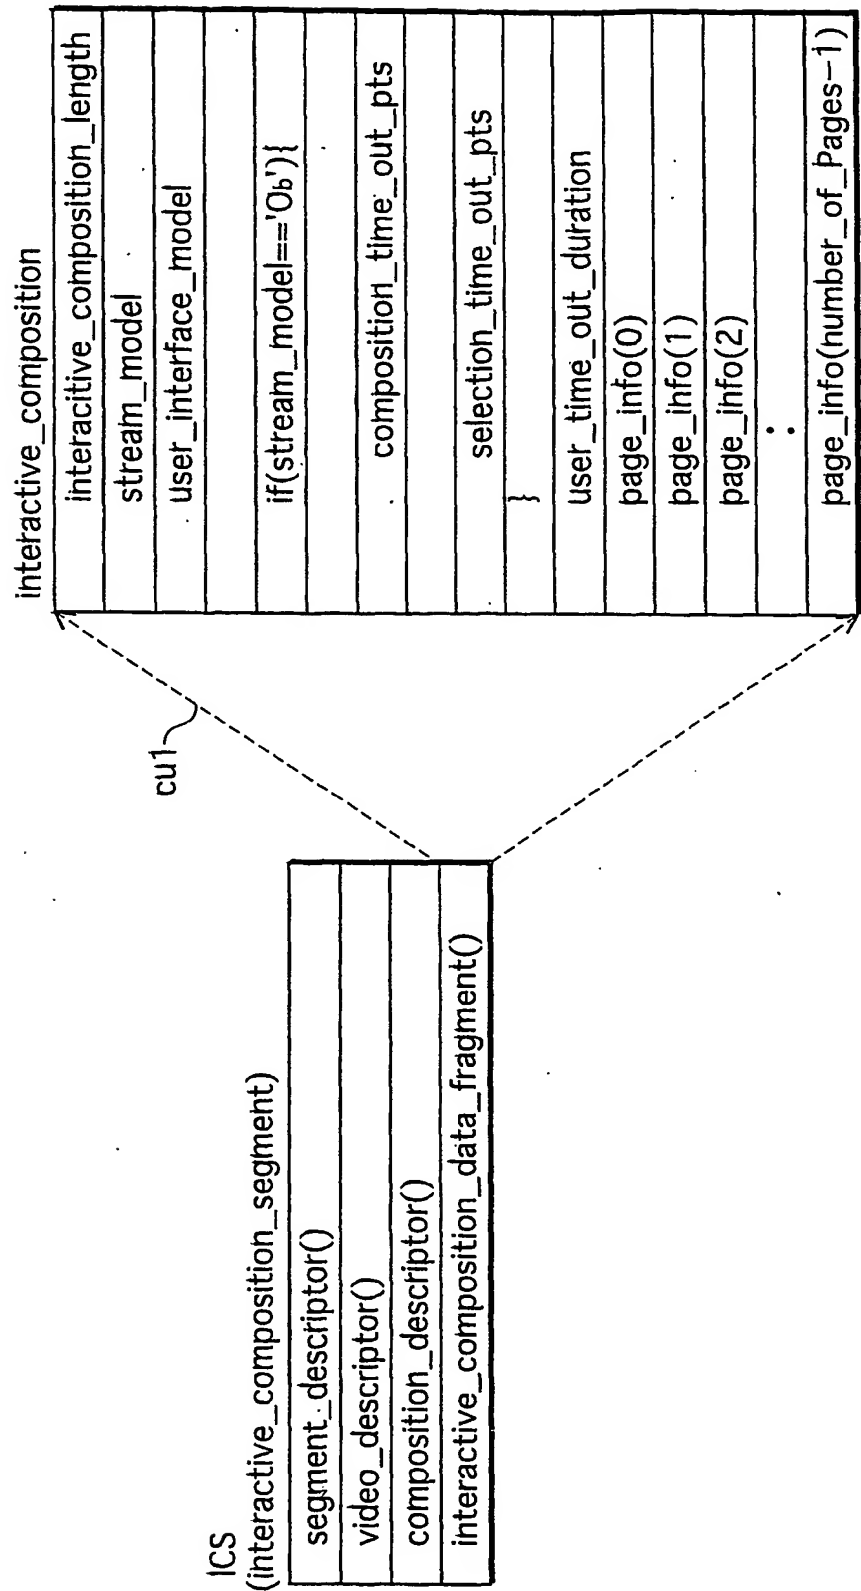 ICS
(interactive_composition_segment)
segment_descriptor()
video_descriptor()
composition_descriptor()
interactive_composition_data_fragment()
cu1
interactive_composition
interacitive_composition_length
stream_model
user_interface_model
if(stream_model=='0b'){
composition_time_out_pts
selection_time_out_pts
}
user_time_out_duration
page_info(0)
page_info(1)
page_info(2)
:
page_info(number_of_Pages-1)